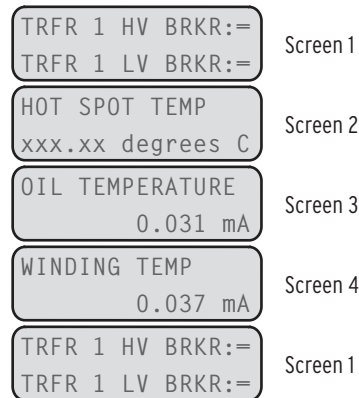 TRFR 1 HV BRKR:=
TRFR 1 LV BRKR:=
Screen 1
HOT SPOT TEMP
xxx.xx degrees C
Screen 2
OIL TEMPERATURE
0.031 mA
Screen 3
WINDING TEMP
0.037 mA
Screen 4
TRFR 1 HV BRKR:=
TRFR 1 LV BRKR:=
Screen 1